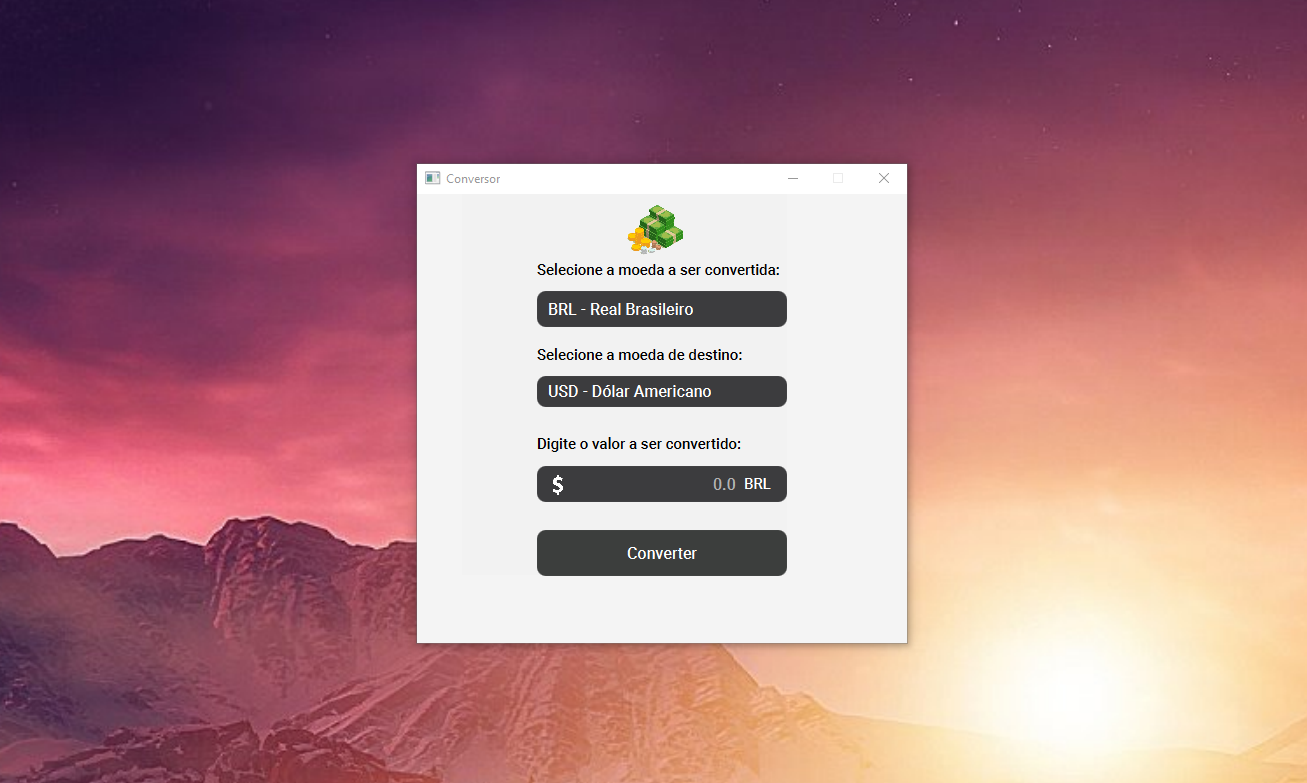 Conversor
Selecione a moeda a ser convertida:
BRL - Real Brasileiro
Selecione a moeda de destino:
USD - Dólar Americano
Digite o valor a ser convertido:
$ 0.0 BRL
Converter